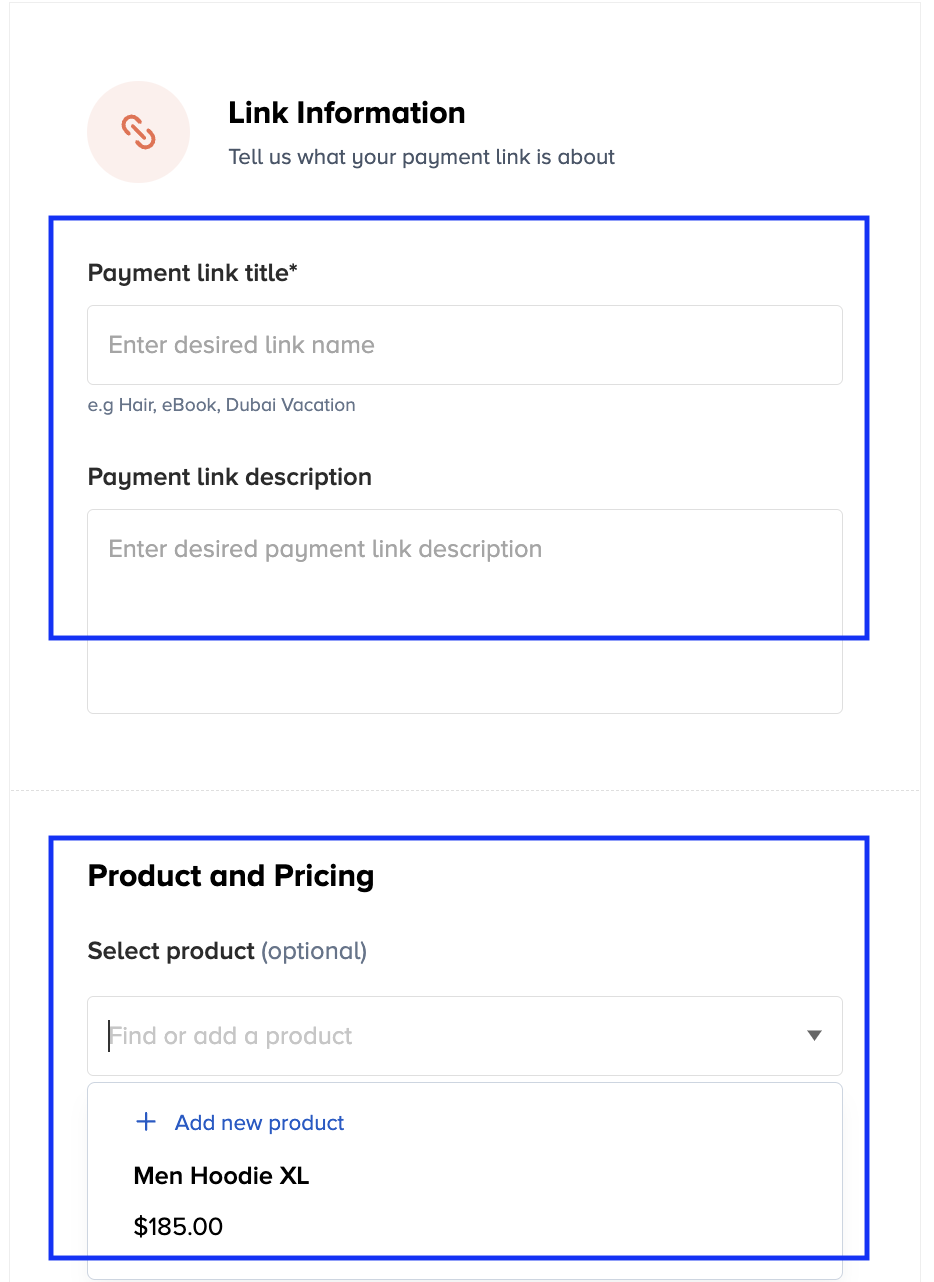 Link Information
Tell us what your payment link is about
Payment link title*
Enter desired link name
e.g Hair, eBook, Dubai Vacation
Payment link description
Enter desired payment link description
Product and Pricing
Select product (optional)
Find or add a product
+ Add new product
Men Hoodie XL
$185.00